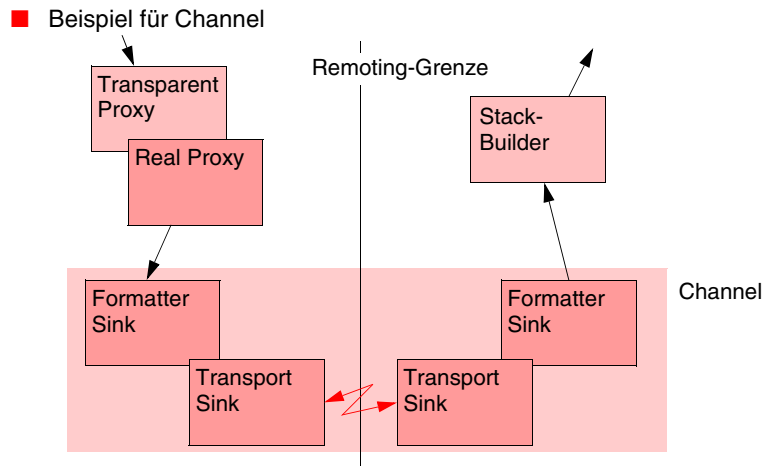 Beispiel für Channel
Remoting-Grenze
Transparent
Proxy
Real Proxy
Stack-
Builder
Formatter
Sink
Transport
Sink
Transport
Sink
Formatter
Sink
Channel